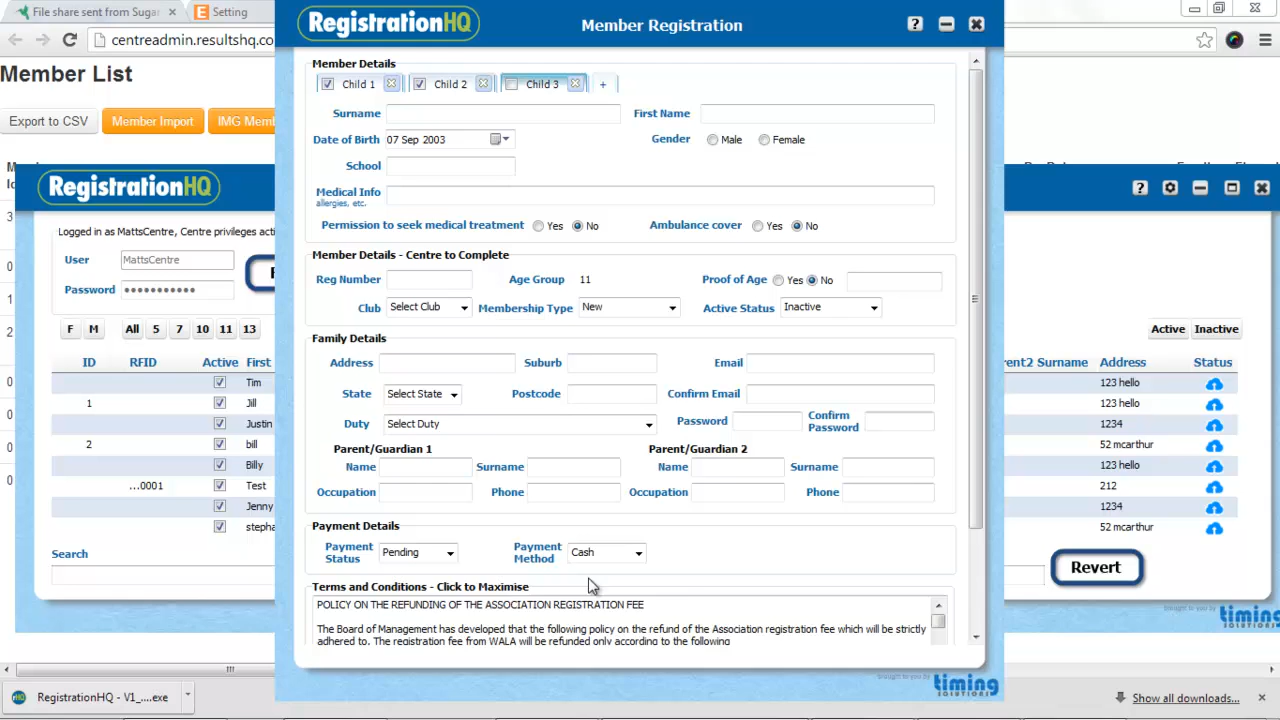 File share sent from Sugar
Setting
centreadmin.resultshq.co
Member List
Export to CSV
Member Import
IMG Mem
RegistrationHQ
Member Registration
Member Details
Child 1
Child 2
Child 3
+
Surname
First Name
Date of Birth
07 Sep 2003
Gender
Male
Female
School
Medical Info
allergies, etc.
Permission to seek medical treatment
Yes
No
Ambulance cover
Yes
No
Member Details - Centre to Complete
Reg Number
Age Group
11
Proof of Age
Yes
No
Club
Select Club
Membership Type
New
Active Status
Inactive
Family Details
Address
Suburb
Email
State
Select State
Postcode
Confirm Email
Duty
Select Duty
Password
Confirm
Password
Parent/Guardian 1
Parent/Guardian 2
Name
Surname
Name
Surname
Occupation
Phone
Occupation
Phone
Payment Details
Payment
Status
Pending
Payment
Method
Cash
Terms and Conditions - Click to Maximise
POLICY ON THE REFUNDING OF THE ASSOCIATION REGISTRATION FEE
The Board of Management has developed that the following policy on the refund of the Association registration fee which will be strictly
adhered to. The registration fee from WALA will be refunded only according to the following
brought to you by
timing
SOLUTIONS
RegistrationHQ
Logged in as MattsCentre, Centre privileges acti
User
MattsCentre
Password
F
M
All
5
7
10
11
13
Active
Inactive
ID
RFID
Active
First
ent2 Surname
Address
Status
Tim
123 hello
1
Jill
123 hello
Justin
1234
2
bill
52 mcarthur
Billy
123 hello
...0001
Test
212
Jenny
1234
stepha
52 mcarthur
Search
Revert
brought to you by
timing
SOLUTIONS
RegistrationHQ - V1_....exe
Show all downloads...